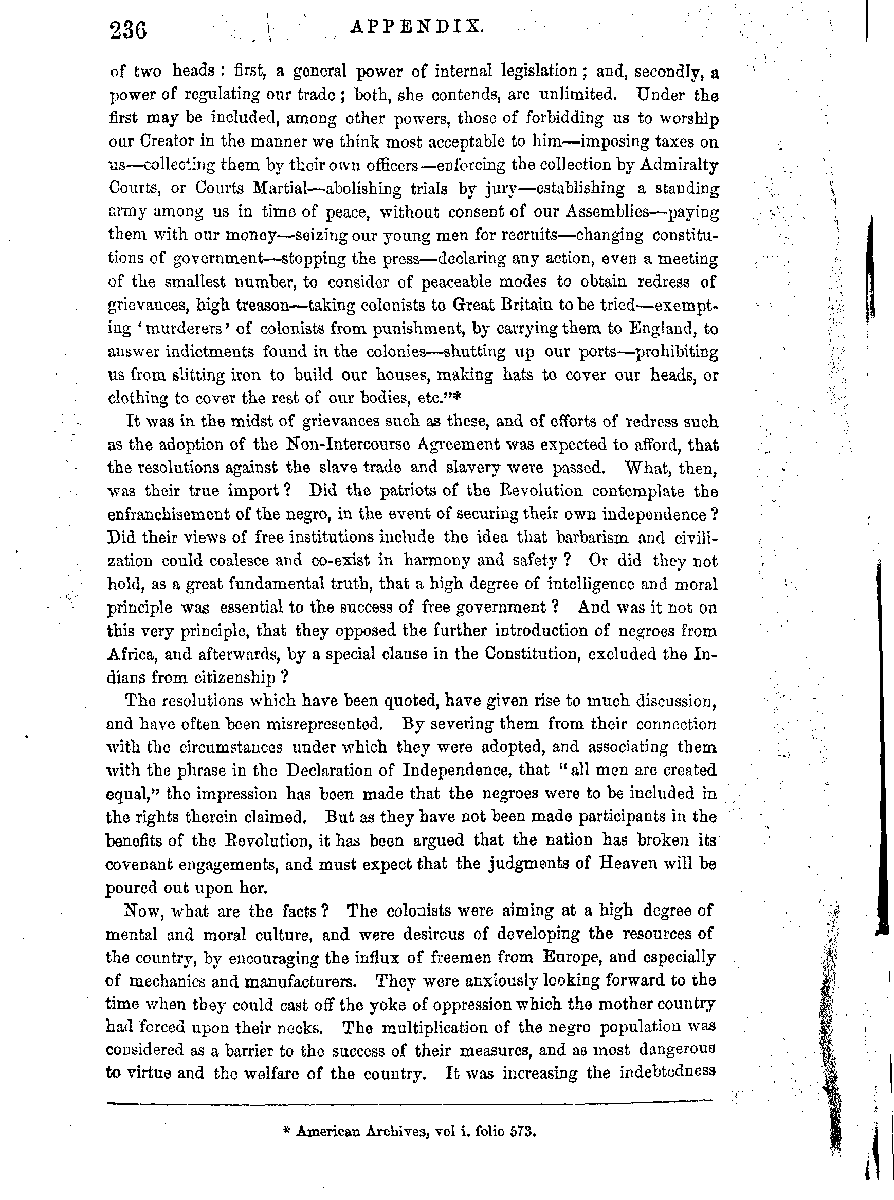 236 APPENDIX.
of two heads : first, a general power of internal legislation ; and, secondly, a
power of regulating our trade ; both, she contends, are unlimited. Under the
first may be included, among other powers, those of forbidding us to worship
our Creator in the manner we think most acceptable to him—imposing taxes on
us—collecting them by their own officers—enforcing the collection by Admiralty
Courts, or Courts Martial—abolishing trials by jury—establishing a standing
army among us in time of peace, without consent of our Assemblies—paying
them with our money—seizing our young men for recruits—changing constitu-
tions of government—stopping the press—declaring any action, even a meeting
of the smallest number, to consider of peaceable modes to obtain redress of
grievances, high treason—taking colonists to Great Britain to be tried—exempt-
ing ‘murderers’ of colonists from punishment, by carrying them to England, to
answer indictments found in the colonies—shutting up our ports—prohibiting
us from slitting iron to build our houses, making hats to cover our heads, or
clothing to cover the rest of our bodies, etc.”*
It was in the midst of grievances such as these, and of efforts of redress such
as the adoption of the Non-Intercourse Agreement was expected to afford, that
the resolutions against the slave trade and slavery were passed. What, then,
was their true import? Did the patriots of the Revolution contemplate the
enfranchisement of the negro, in the event of securing their own independence ?
Did their views of free institutions include the idea that barbarism and civili-
zation could coalesce and co-exist in harmony and safety ? Or did they not
hold, as a great fundamental truth, that a high degree of intelligence and moral
principle was essential to the success of free government ? And was it not on
this very principle, that they opposed the further introduction of negroes from
Africa, and afterwards, by a special clause in the Constitution, excluded the In-
dians from citizenship ?
The resolutions which have been quoted, have given rise to much discussion,
and have often been misrepresented. By severing them from their connection
with the circumstances under which they were adopted, and associating them
with the phrase in the Declaration of Independence, that “all men are created
equal,” the impression has been made that the negroes were to be included in
the rights therein claimed. But as they have not been made participants in the
benefits of the Revolution, it has been argued that the nation has broken its
covenant engagements, and must expect that the judgments of Heaven will be
poured out upon her.
Now, what are the facts ? The colonists were aiming at a high degree of
mental and moral culture, and were desirous of developing the resources of
the country, by encouraging the influx of freemen from Europe, and especially
of mechanics and manufacturers. They were anxiously looking forward to the
time when they could cast off the yoke of oppression which the mother country
had forced upon their necks. The multiplication of the negro population was
considered as a barrier to the success of their measures, and as most dangerous
to virtue and the welfare of the country. It was increasing the indebtedness
* American Archives, vol i. folio 573.